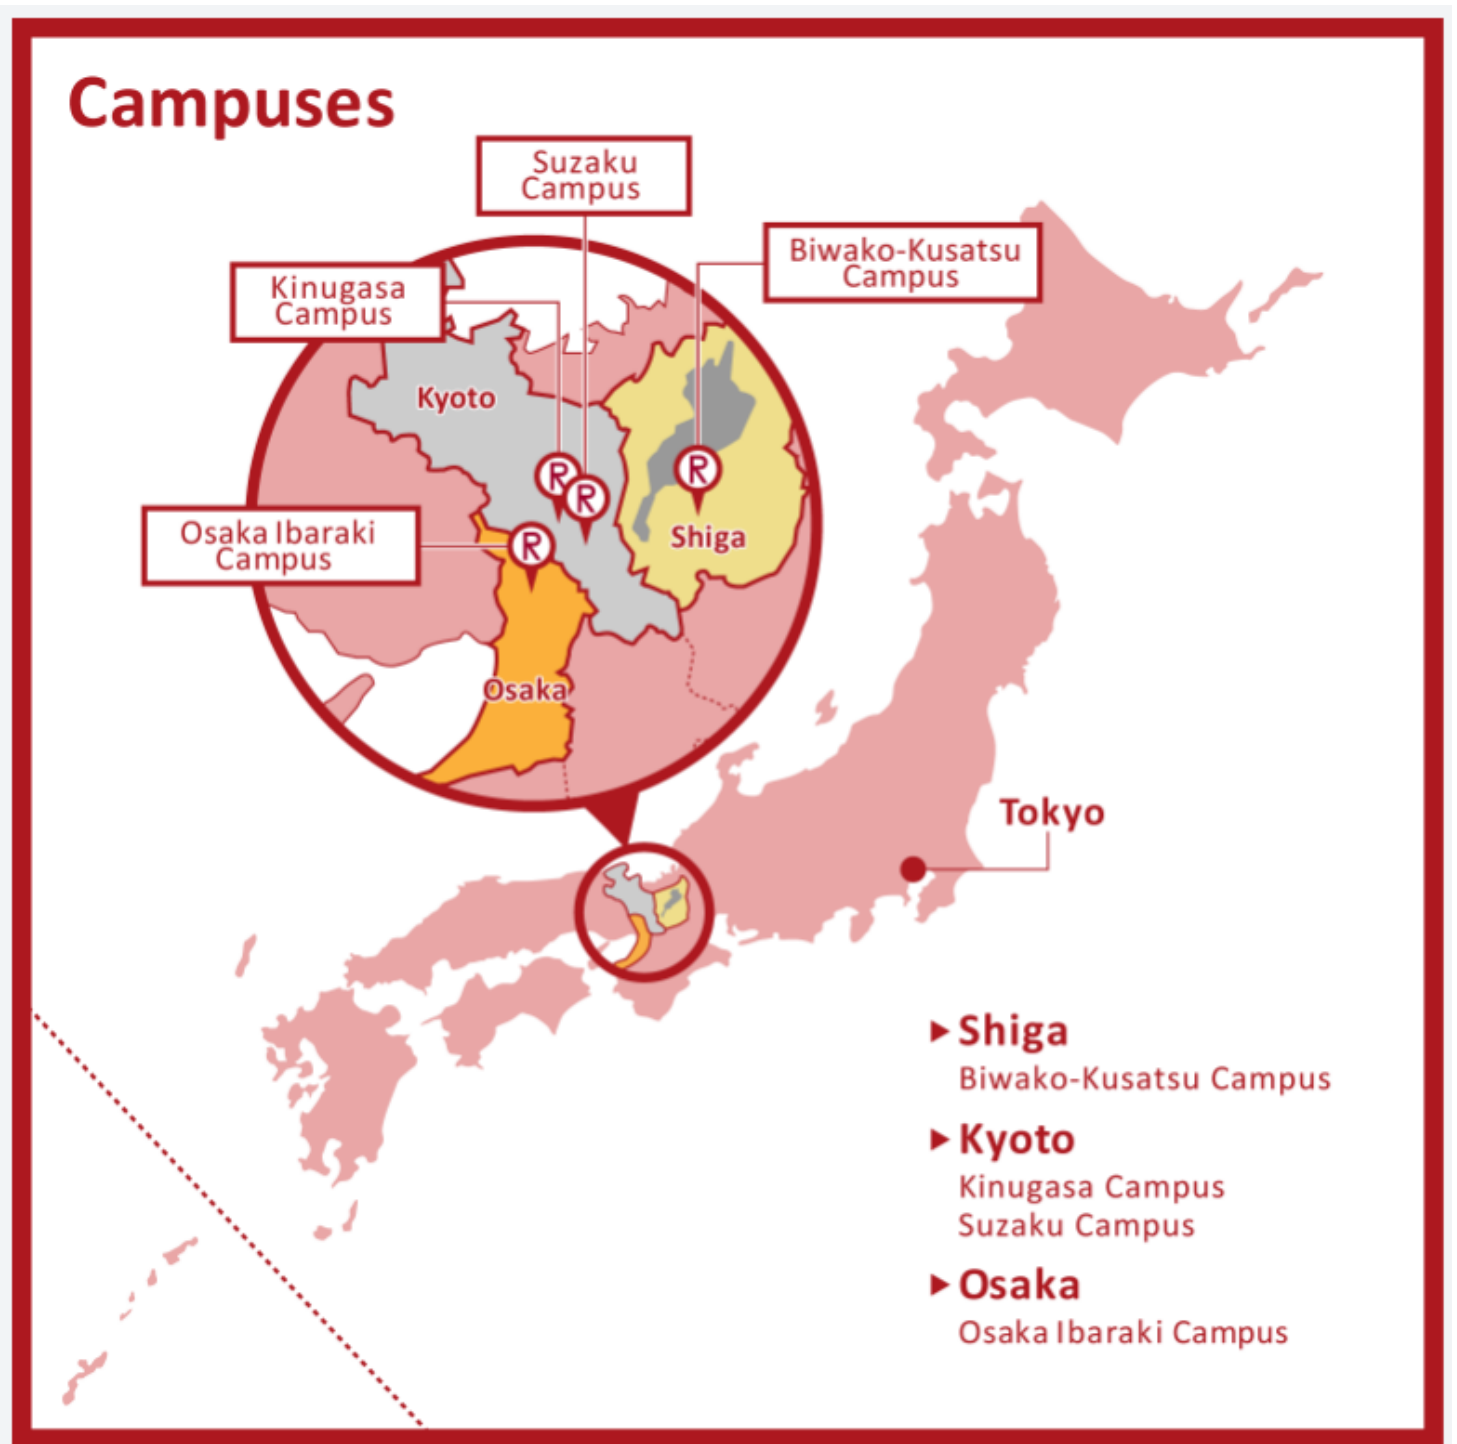 Campuses
Suzaku
Campus
Biwako-Kusatsu
Campus
Kinugasa
Campus
Kyoto
R
R
R
Osaka Ibaraki
Campus
R
Shiga
Osaka
Tokyo
Shiga
Biwako-Kusatsu Campus
Kyoto
Kinugasa Campus
Suzaku Campus
Osaka
Osaka Ibaraki Campus